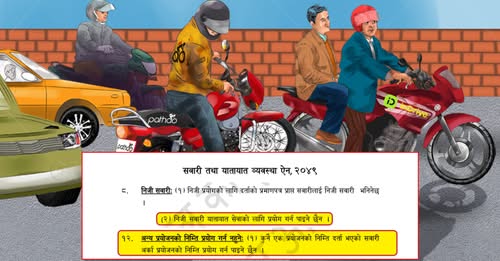 pathao
pathao
सवारी तथा यातायात व्यवस्था ऐन, २०४९
८. निजी सवारीः (१) निजी प्रयोगको लागि दर्ताको प्रमाणपत्र प्राप्त सवारीलाई निजी सवारी भनिनेछ
।
(२) निजी सवारी यातायात सेवाको लागि प्रयोग गर्न पाइने छैन ।
१२. अन्य प्रयोजनको निम्ति प्रयोग गर्न नहुनेः (१) कुनै एक प्रयोजनको निम्ति दर्ता भएको सवारी
अर्का प्रयोजनको निम्ति प्रयोग गर्न पाइने छैन ।